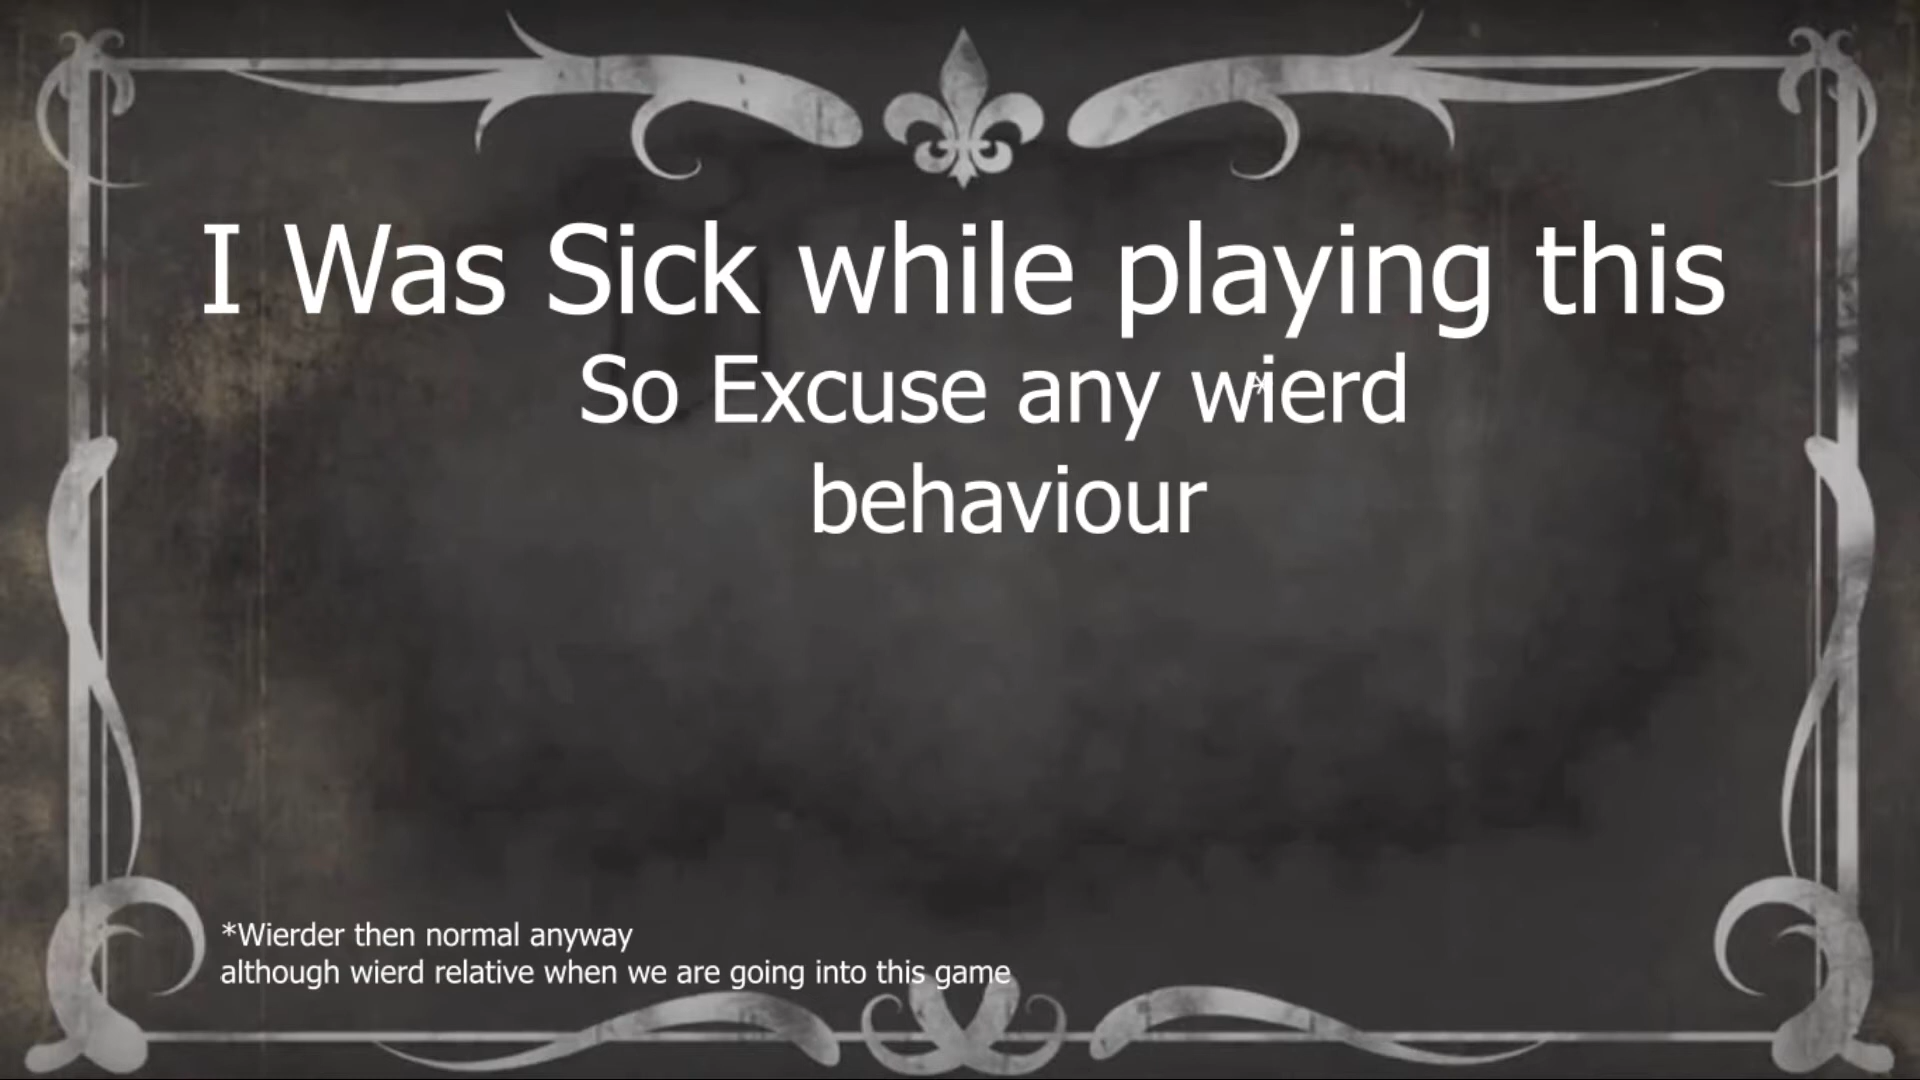 I Was Sick while playing this
So Excuse any wierd*
behaviour
*Wierder then normal anyway
although wierd relative when we are going into this game